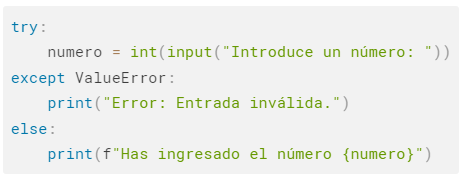 try:
    numero = int(input("Introduce un número: "))
except ValueError:
    print("Error: Entrada inválida.")
else:
    print(f"Has ingresado el número {numero}")